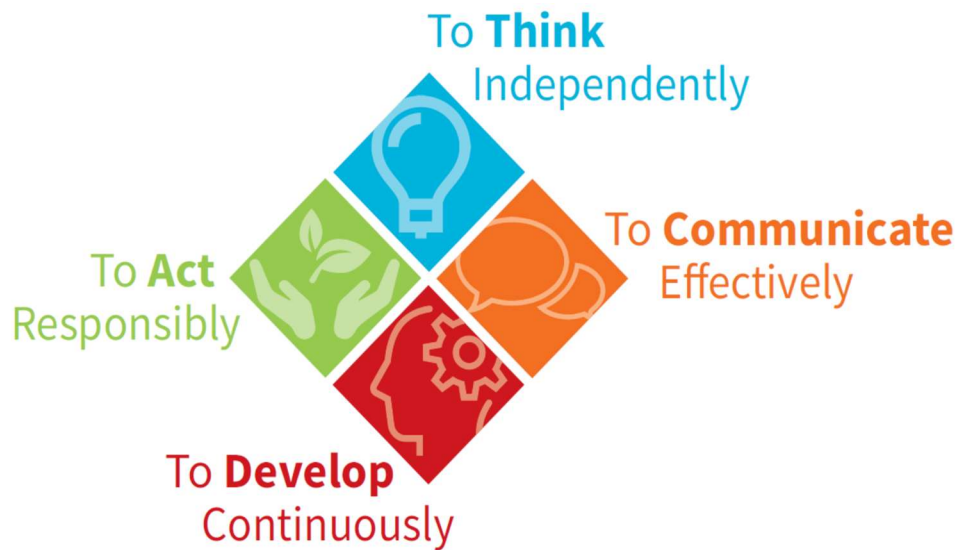 To Think
Independently
To Communicate
Effectively
To Act
Responsibly
To Develop
Continuously